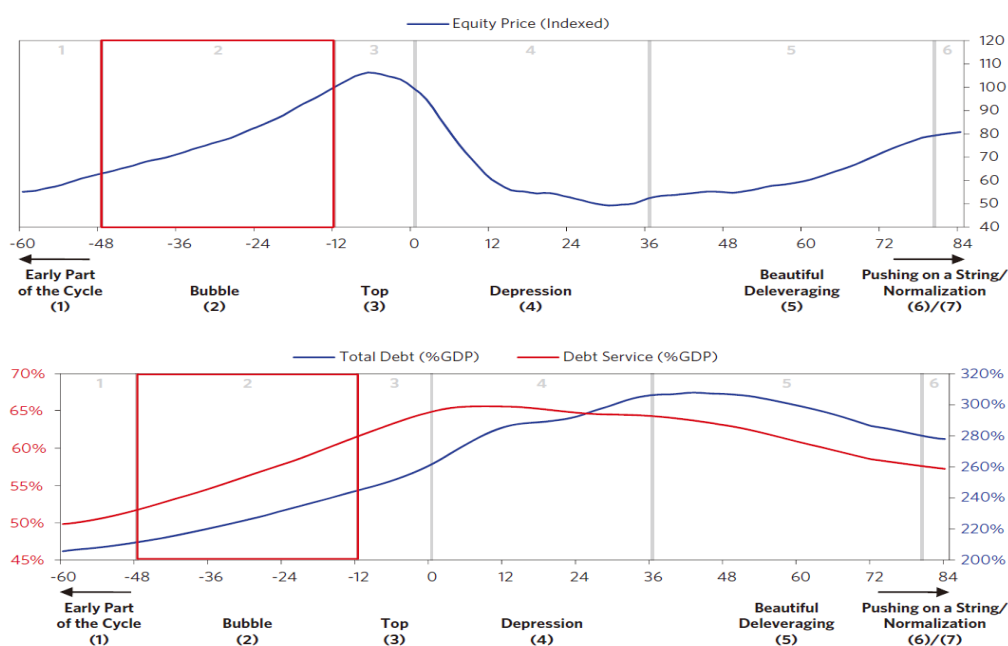 Equity Price (Indexed)
1 2 3 4 5 6
120
110
100
90
80
70
60
50
40
-60 -48 -36 -24 -12 0 12 24 36 48 60 72 84
Early Part Beautiful Pushing on a String/
of the Cycle Bubble Top Depression Deleveraging Normalization
(1) (2) (3) (4) (5) (6)/(7)
Total Debt (%GDP) Debt Service (%GDP)
70% 1 2 3 4 5 6 320%
65% 300%
60% 280%
260%
55% 240%
50% 220%
45% 200%
-60 -48 -36 -24 -12 0 12 24 36 48 60 72 84
Early Part Beautiful Pushing on a String/
of the Cycle Bubble Top Depression Deleveraging Normalization
(1) (2) (3) (4) (5) (6)/(7)